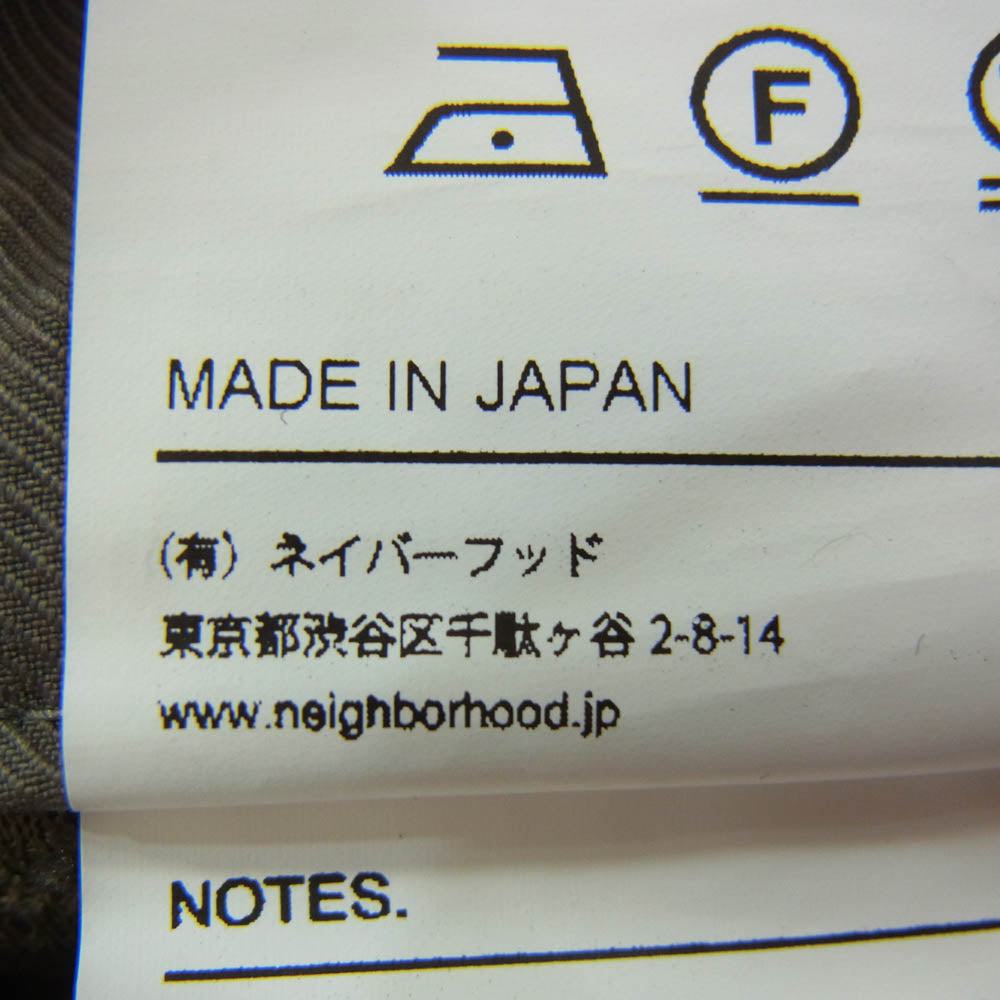 F
MADE IN JAPAN
(有) ネイバーフッド
東京都渋谷区千駄ヶ谷 2-8-14
www.neighborhood.jp
NOTES.